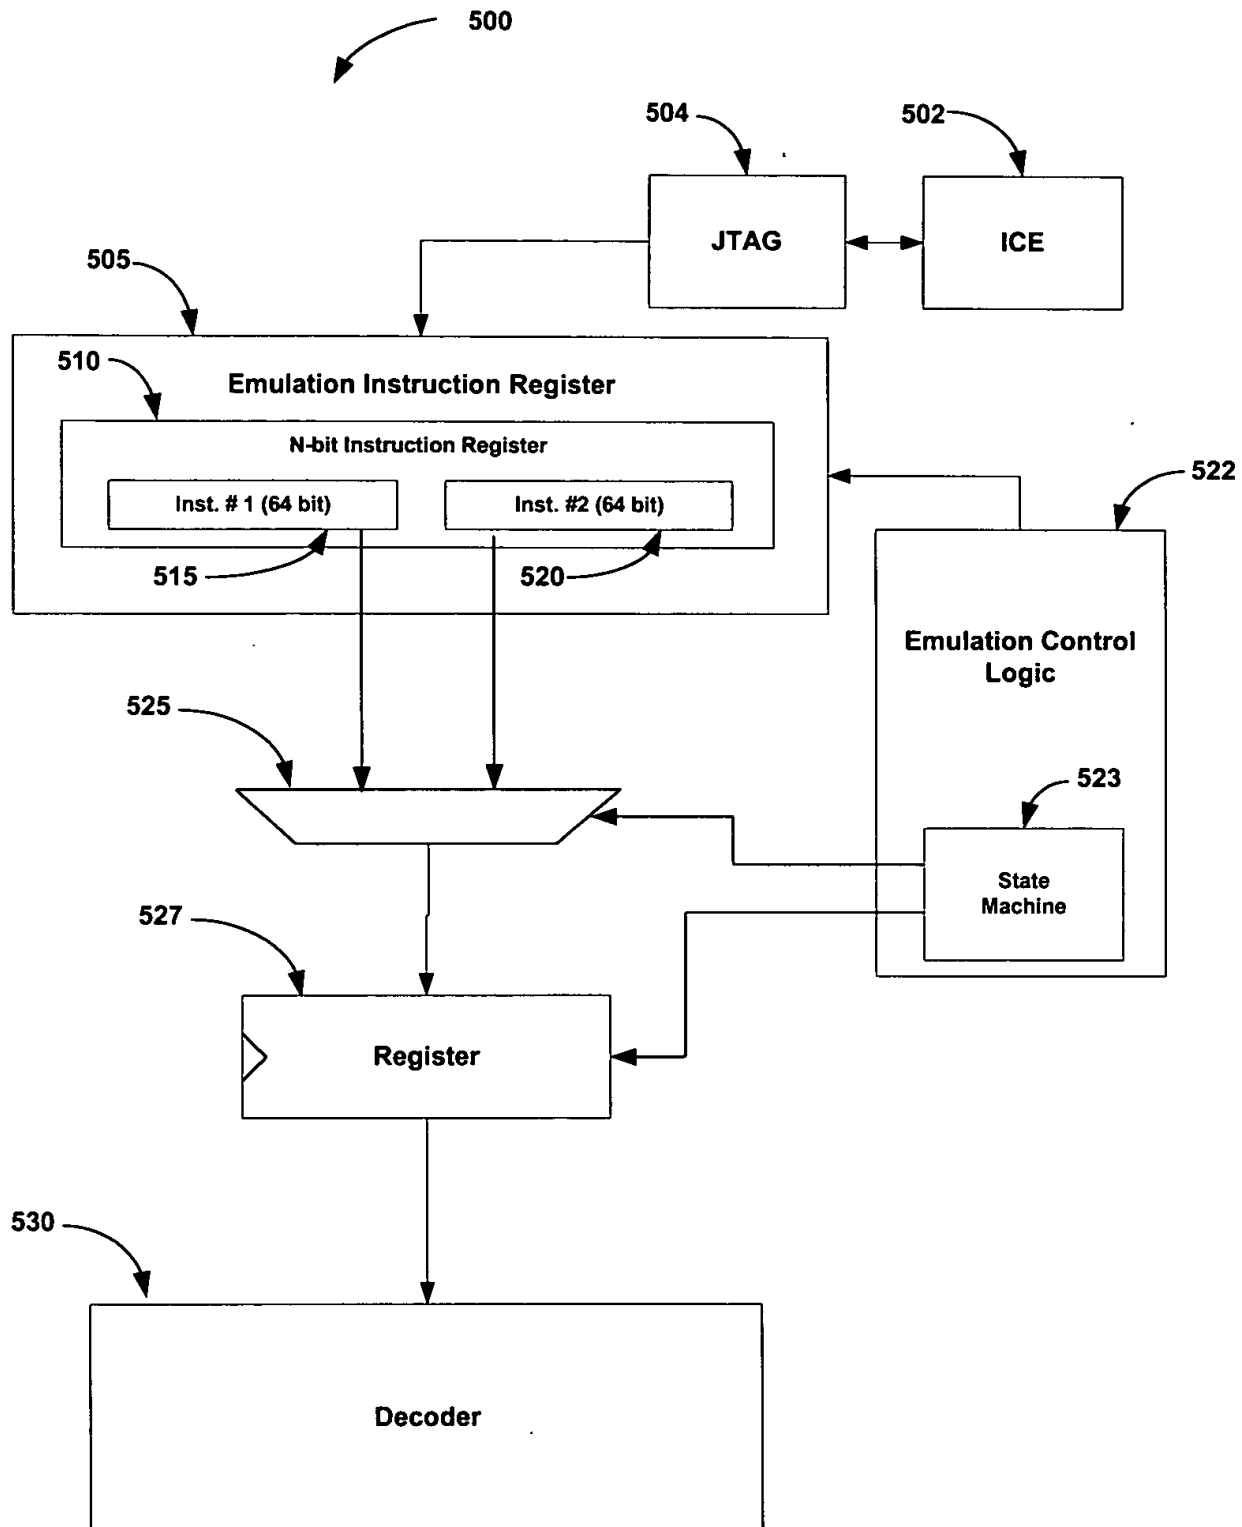 500
504
502
JTAG
ICE
505
510
Emulation Instruction Register
N-bit Instruction Register
Inst. # 1 (64 bit)
Inst. #2 (64 bit)
515
520
522
Emulation Control
Logic
525
523
State
Machine
527
Register
530
Decoder